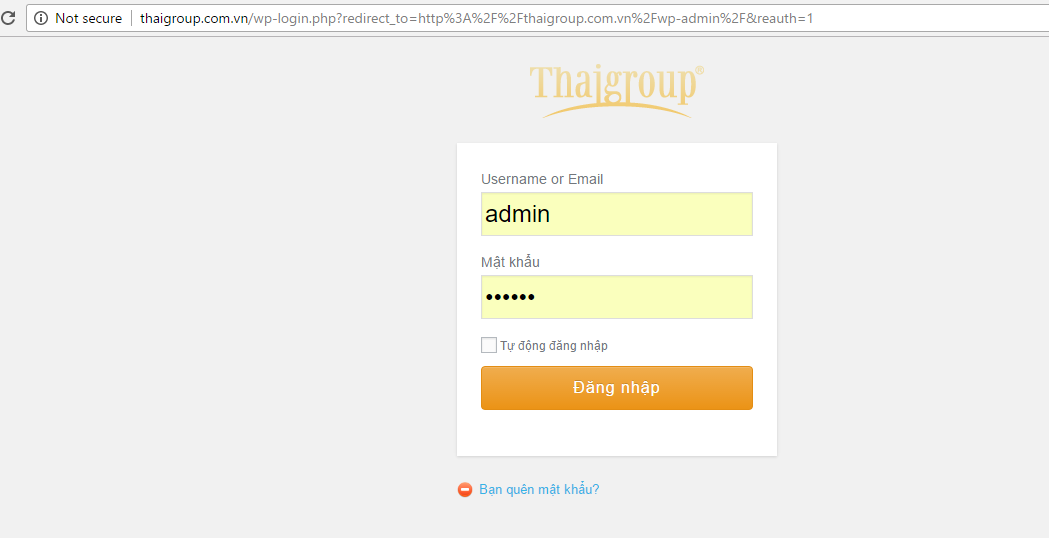 Not secure thaigroup.com.vn/wp-login.php?redirect_to=http%3A%2F%2Fthaigroup.com.vn%2Fwp-admin%2F&reauth=1
Thaigroup®
Username or Email
admin
Mật khẩu
••••••
Tự động đăng nhập
Đăng nhập
Bạn quên mật khẩu?